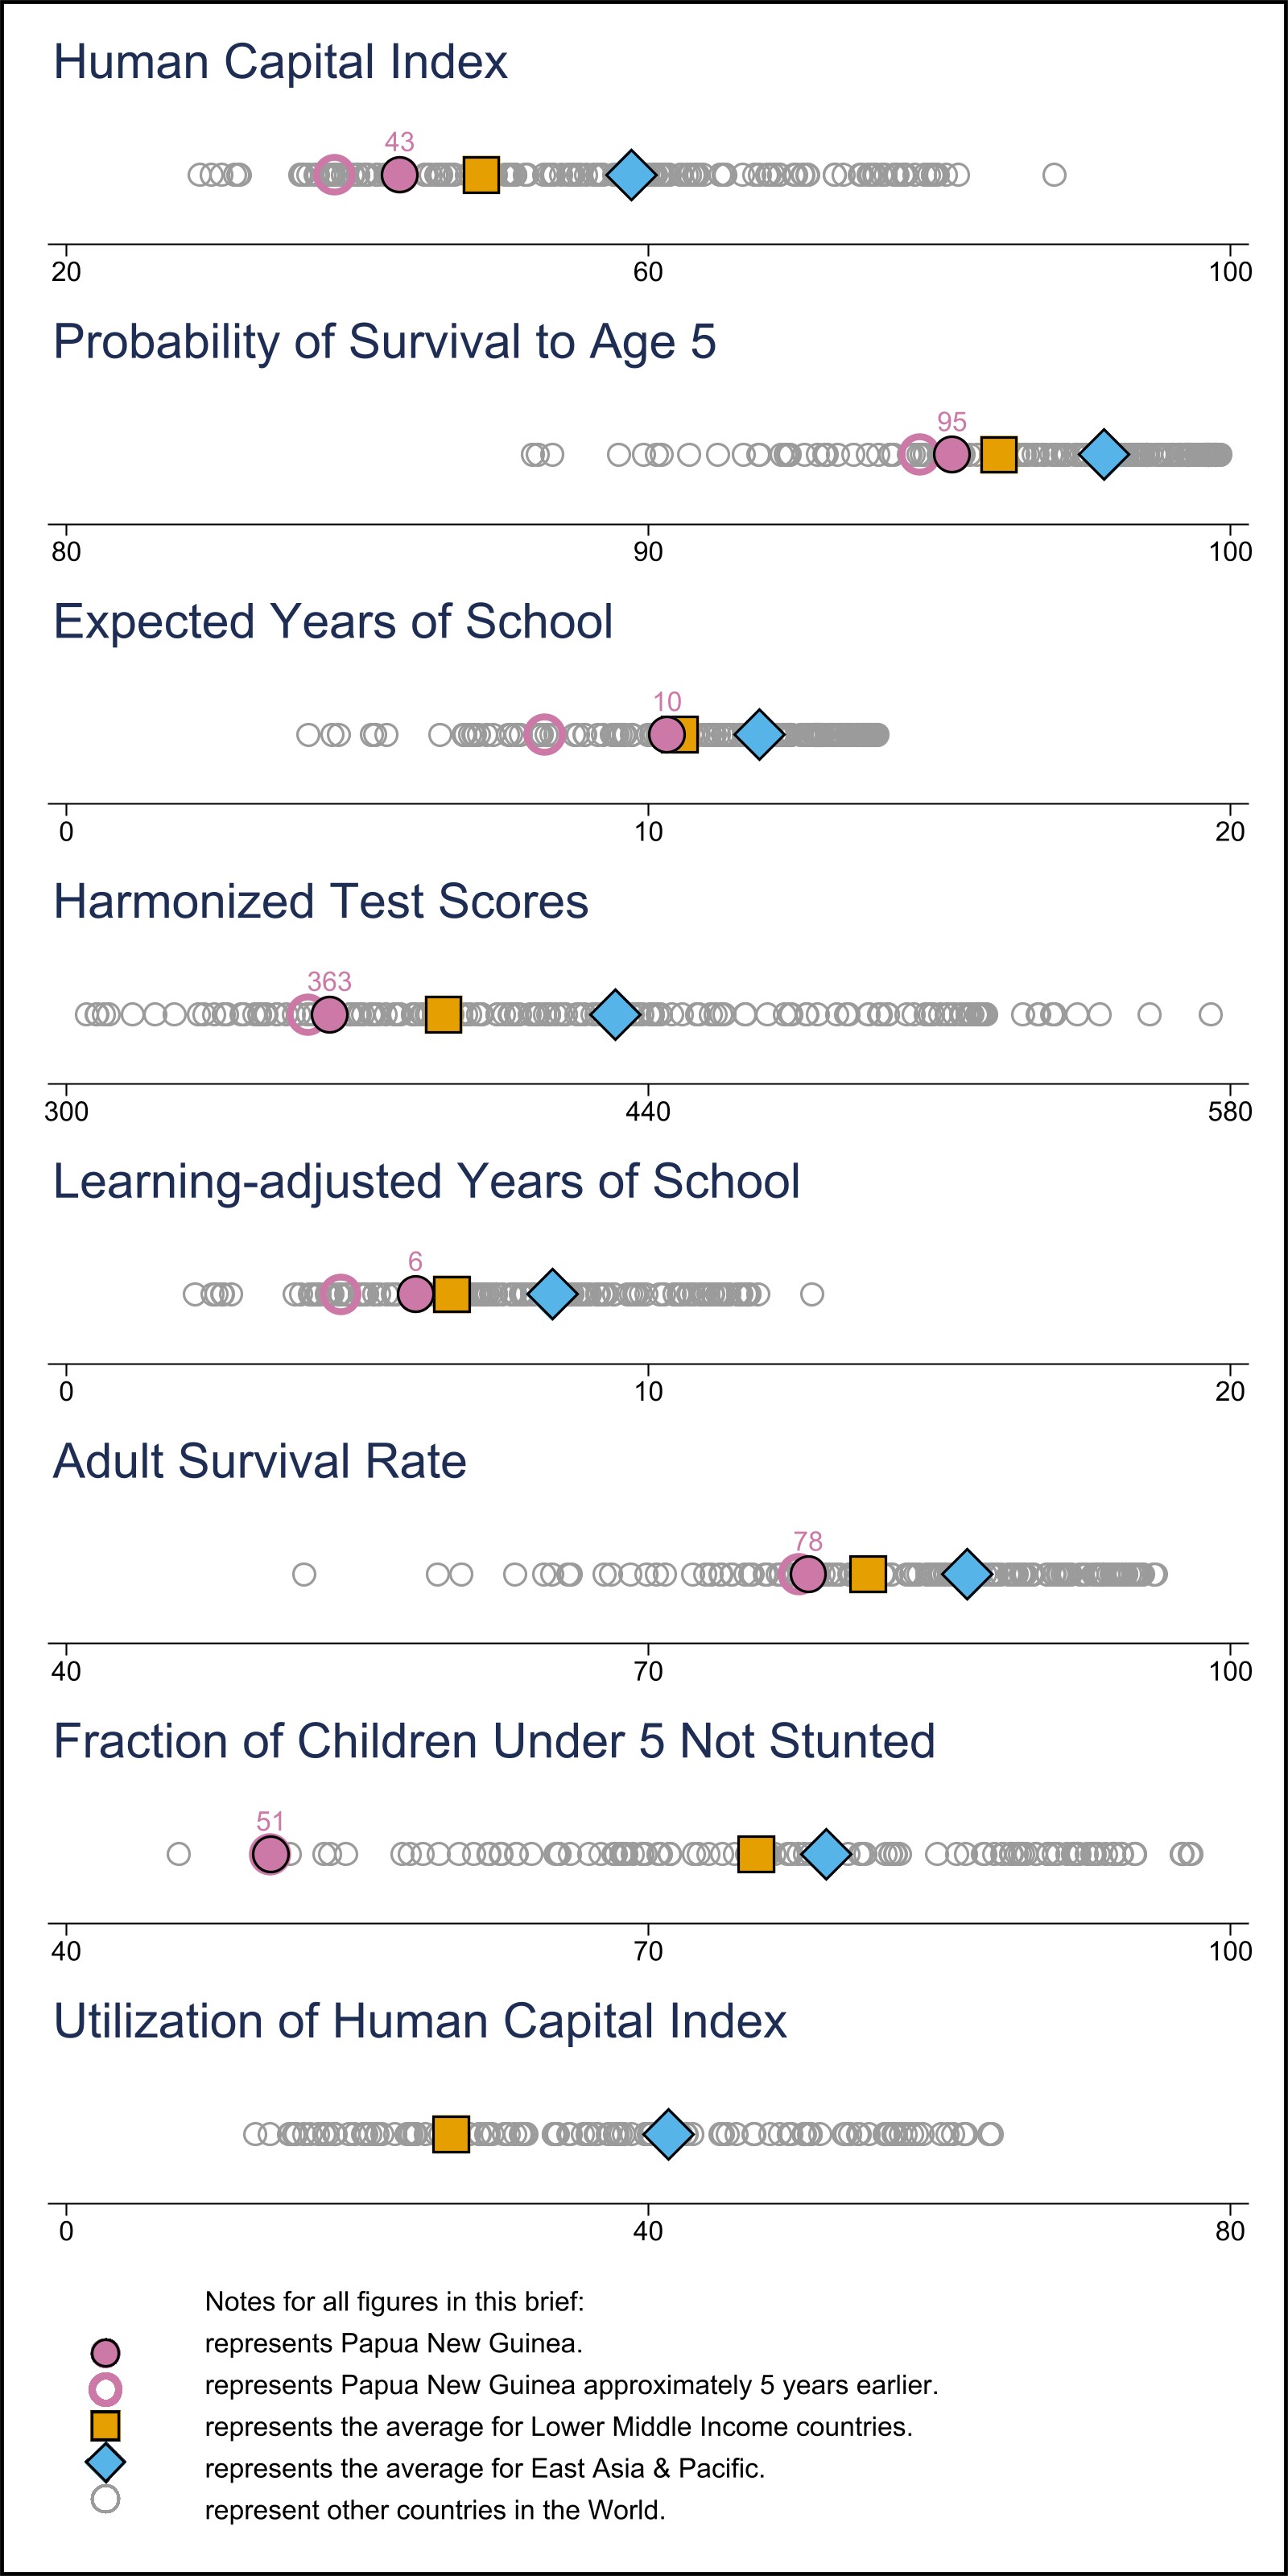 Human Capital Index
43
20 60 100
Probability of Survival to Age 5
95
80 90 100
Expected Years of School
10
0 10 20
Harmonized Test Scores
363
300 440 580
Learning-adjusted Years of School
6
0 10 20
Adult Survival Rate
78
40 70 100
Fraction of Children Under 5 Not Stunted
51
40 70 100
Utilization of Human Capital Index
0 40 80
Notes for all figures in this brief:
represents Papua New Guinea.
represents Papua New Guinea approximately 5 years earlier.
represents the average for Lower Middle Income countries.
represents the average for East Asia & Pacific.
represent other countries in the World.